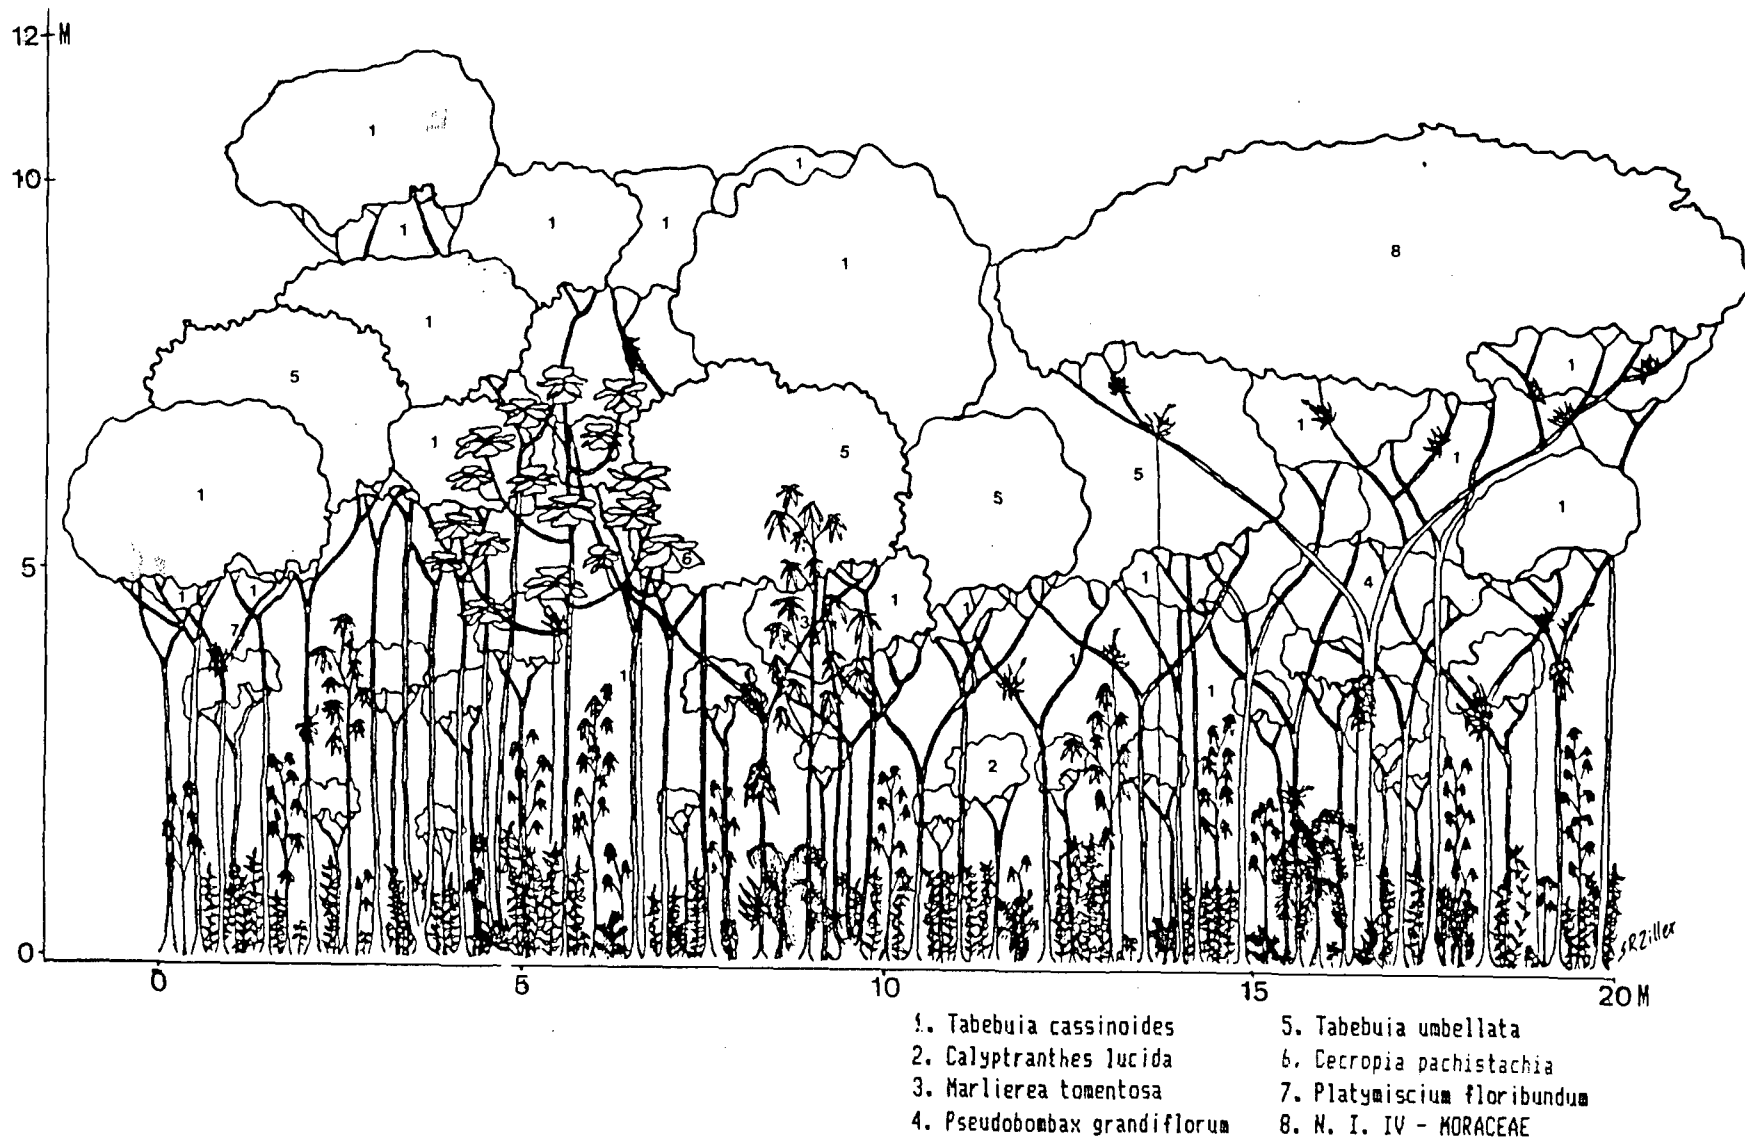 12 M
1
10
1
1 1 1
1 8
1
1
5
1 1 5 5 1 1
1 5 5 1
5
6
1 1 1 4
3 1 1
7
1 1 1
2
0
SRZiller
0 5 10 15 20 M
1. Tabebuia cassinoides 5. Tabebuia umbellata
2. Calyptranthes lucida 6. Cecropia pachistachia
3. Marlierea tomentosa 7. Platymiscium floribundum
4. Pseudobombax grandiflorum 8. N. I. IV - MORACEAE